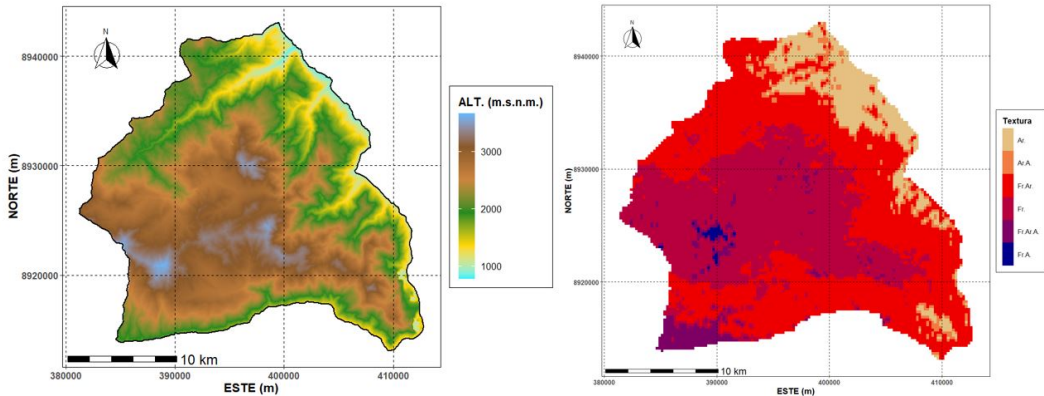 N
8940000
8930000
8920000
NORTE (m)
10 km
380000 390000 400000 410000
ESTE (m)
ALT. (m.s.n.m.)
3000
2000
1000
N
8940000
8930000
8920000
NORTE (m)
10 km
380000 390000 400000 410000
ESTE (m)
Textura
Ar.
Ar.A.
Fr.Ar.
Fr.
Fr.Ar.A.
Fr.A.